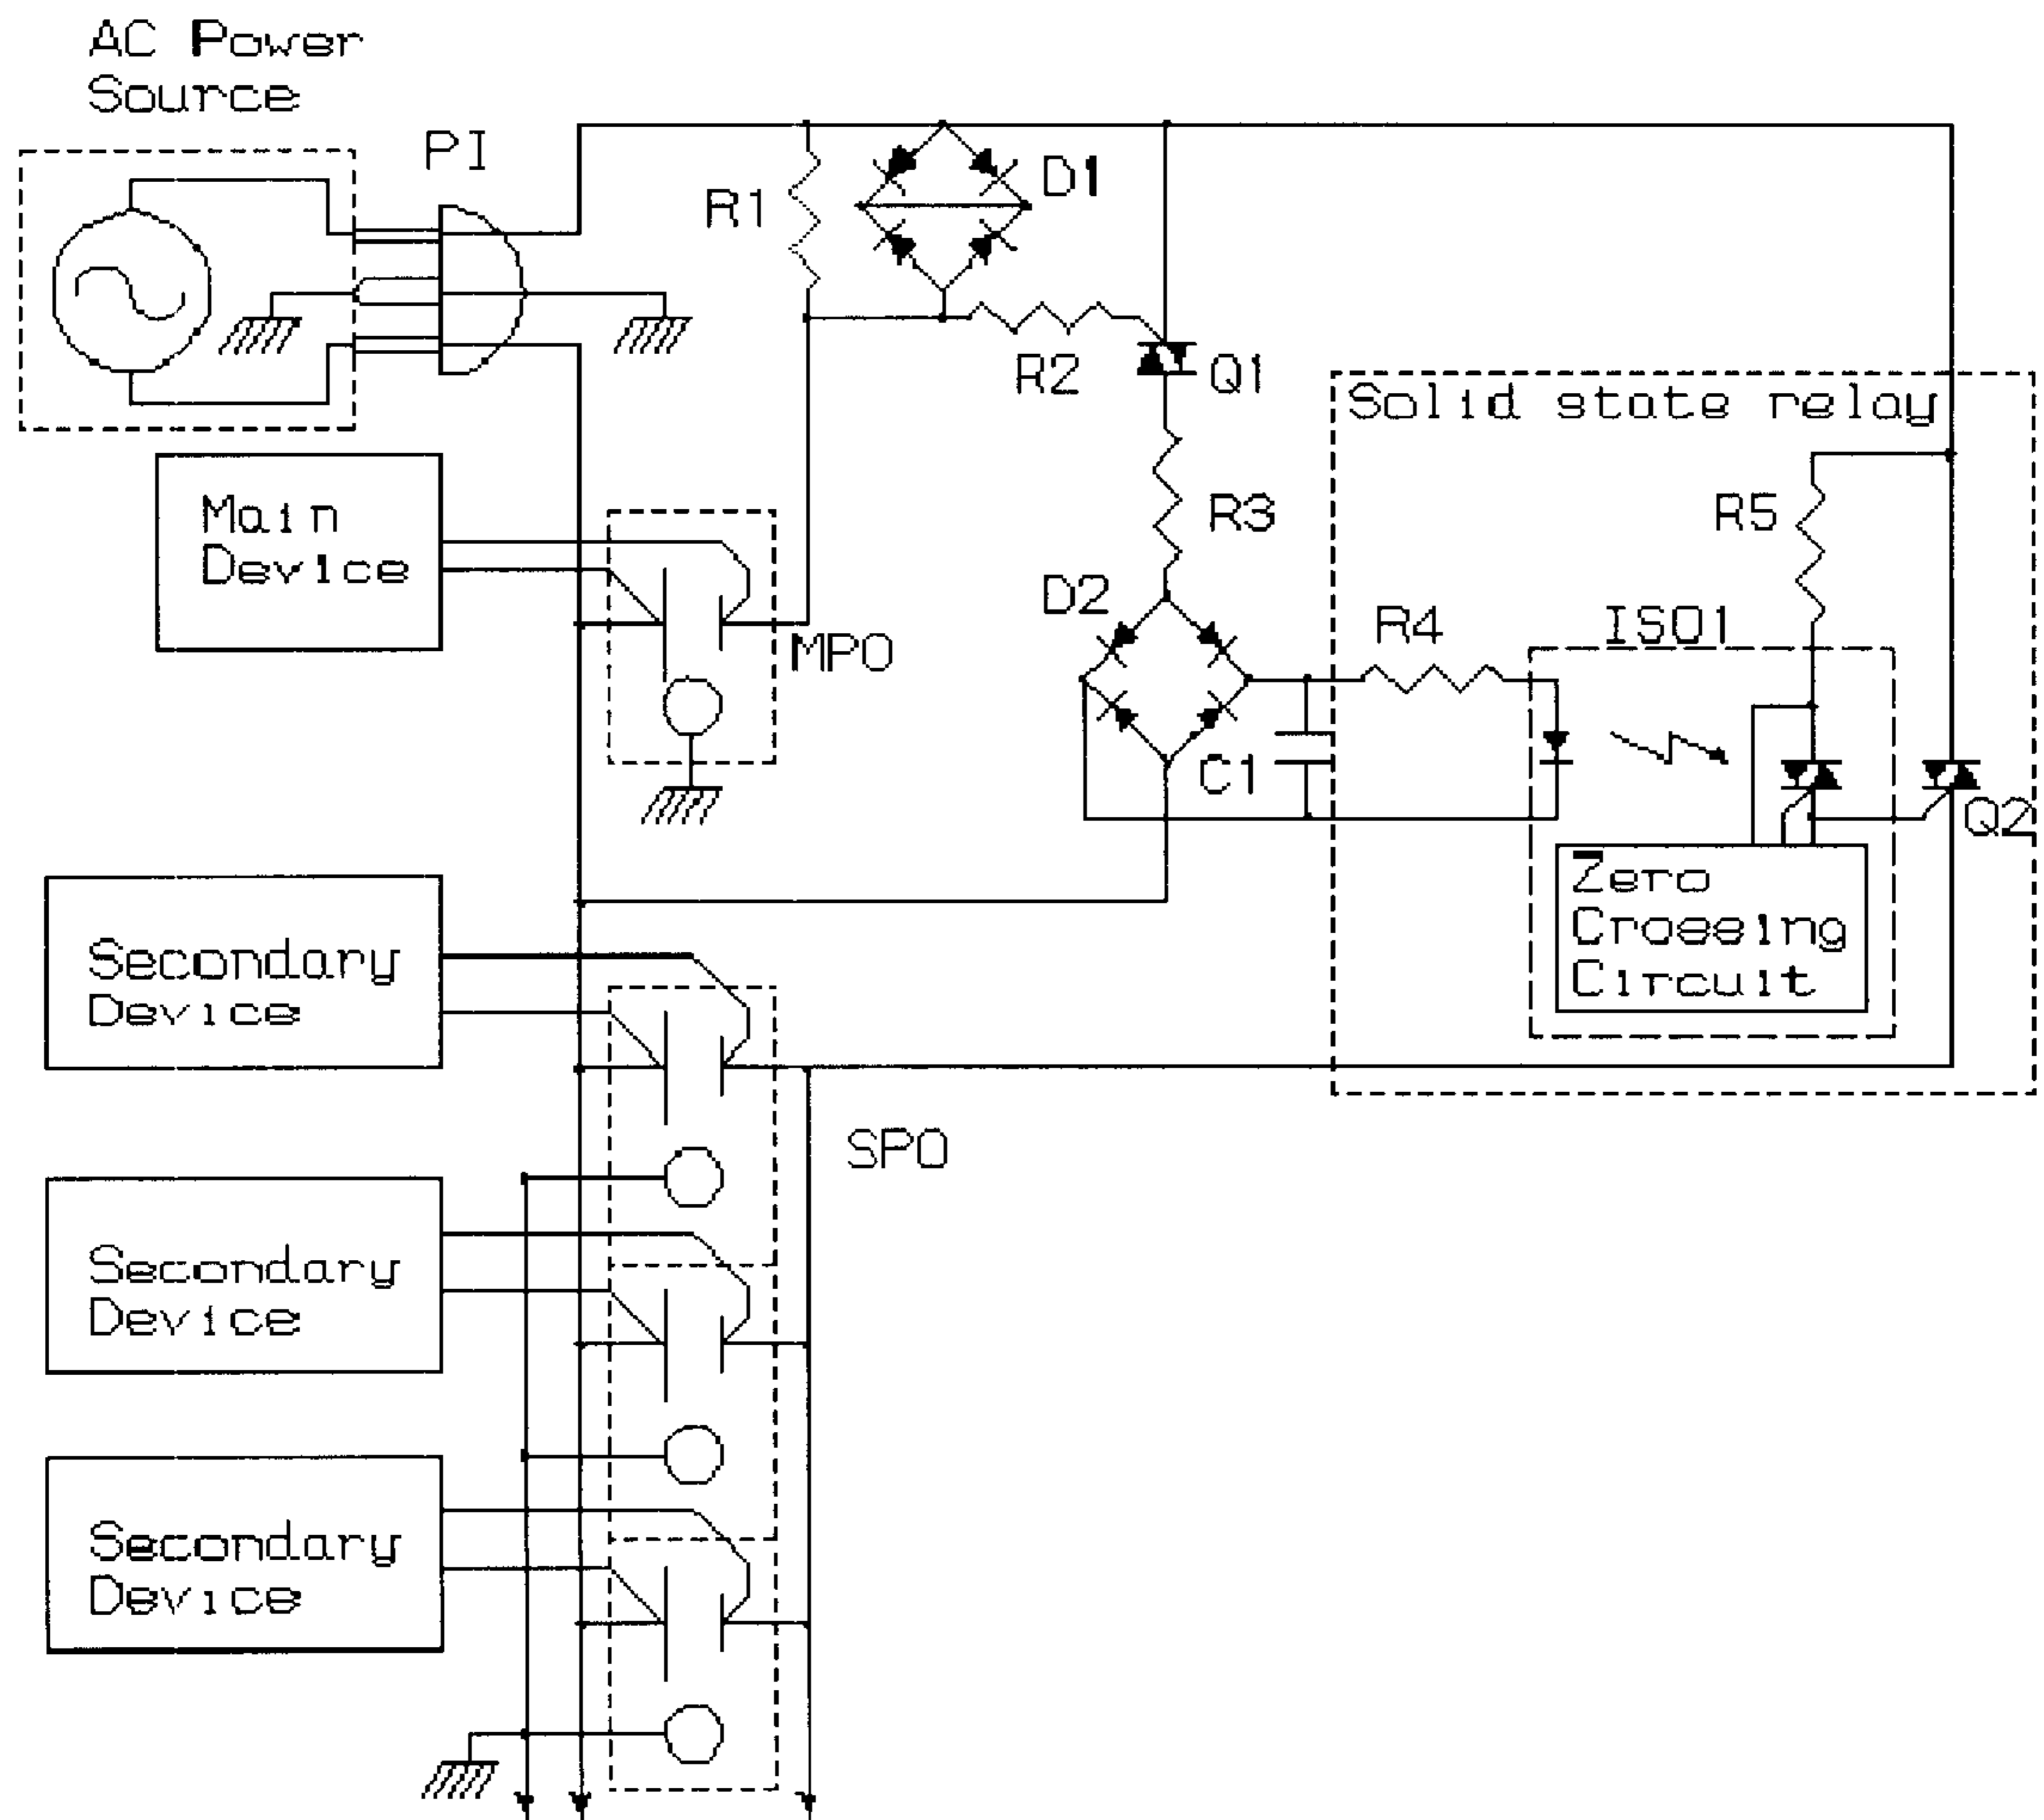 AC Power
Source
PI
R1
D1
R2
Q1
Solid state relay
Main
Device
R3
R5
D2
R4
ISO1
MPO
C1
Q2
Zero
Crossing
Circuit
Secondary
Device
SPO
Secondary
Device
Secondary
Device